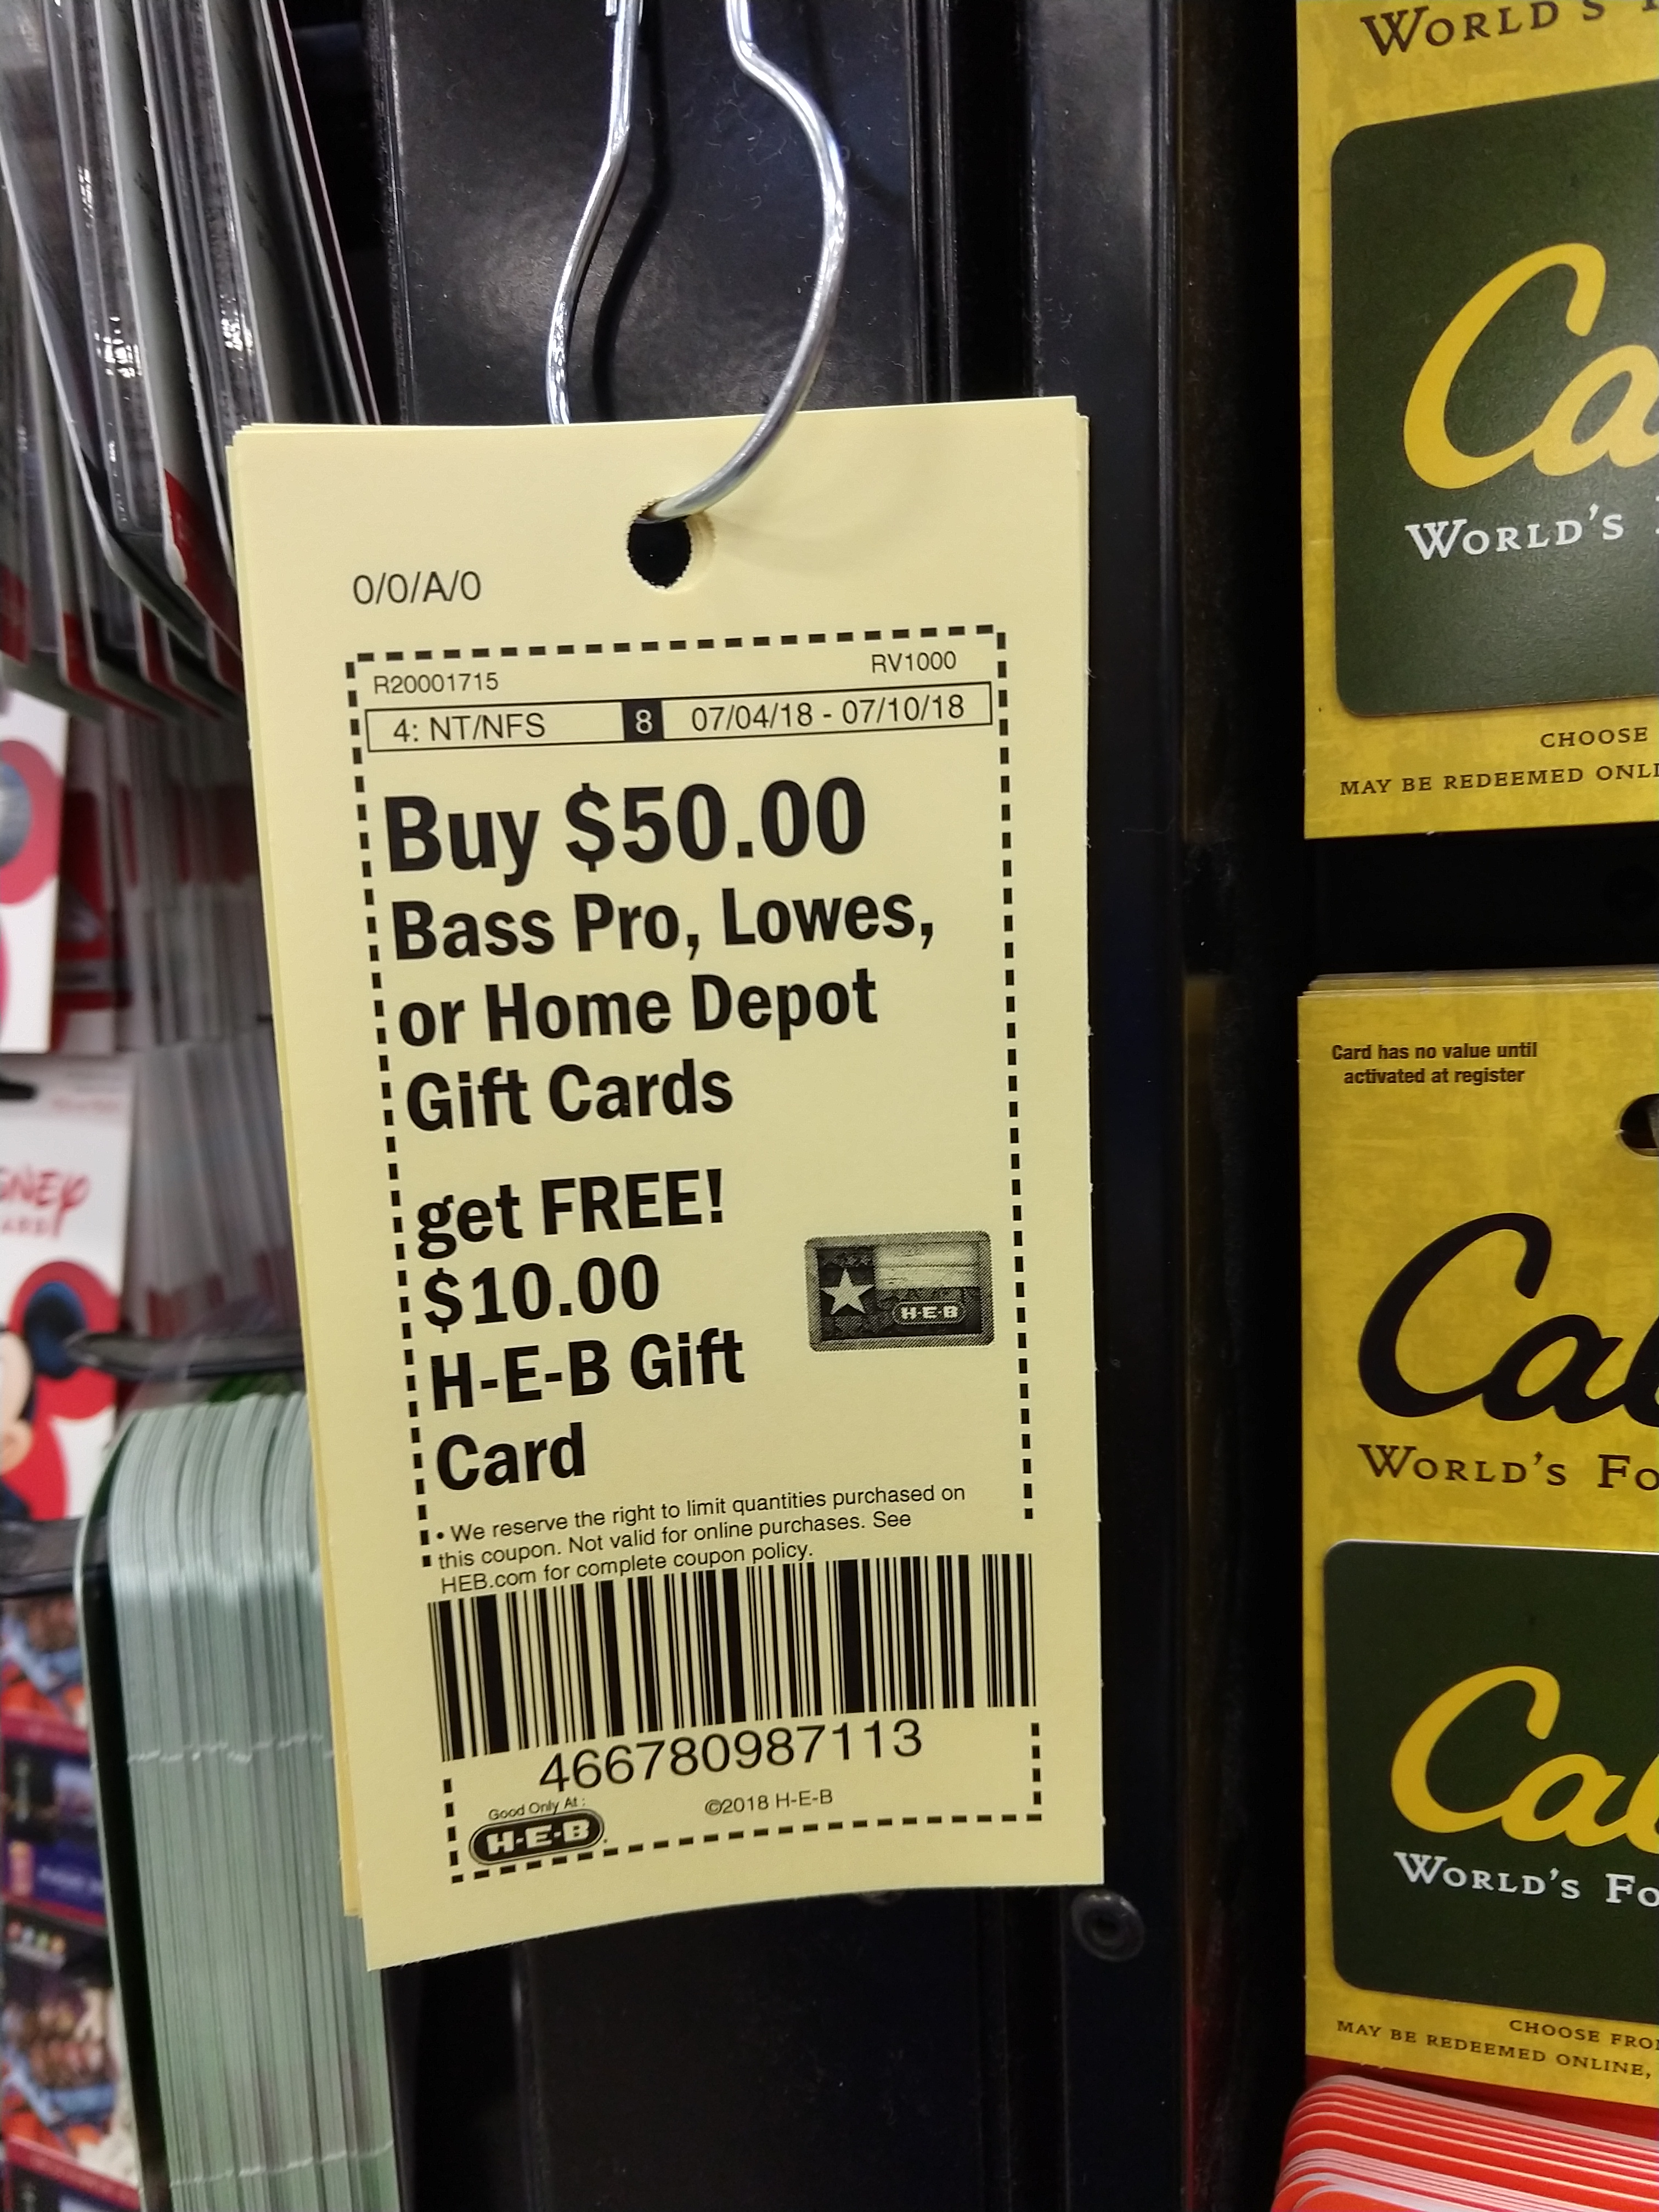 0/0/A/0
R20001715 RV1000
4: NT/NFS 8 07/04/18 - 07/10/18
Buy $50.00
Bass Pro, Lowes,
or Home Depot
Gift Cards
get FREE!
$10.00
H-E-B Gift
Card
H-E-B
• We reserve the right to limit quantities purchased on
this coupon. Not valid for online purchases. See
HEB.com for complete coupon policy.
466780987113
Good Only At :
H-E-B
©2018 H-E-B
WORLD'S
Ca
WORLD'S
CHOOSE
MAY BE REDEEMED
Card has no value until
activated at register
Cal
WORLD'S
Cal
WORLD'S
CHOOSE
MAY BE REDEEMED ONLINE,